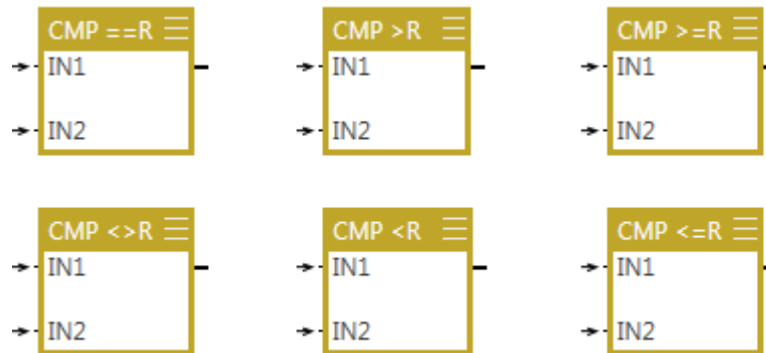 CMP ==R
IN1
IN2
CMP >R
IN1
IN2
CMP >=R
IN1
IN2
CMP <>R
IN1
IN2
CMP <R
IN1
IN2
CMP <=R
IN1
IN2